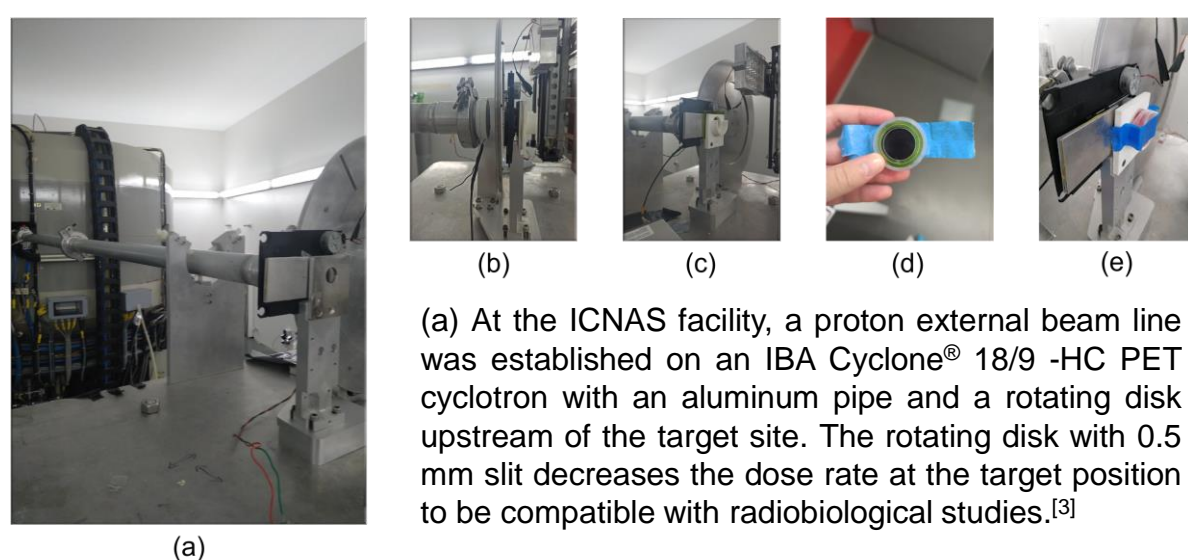 (b)
(c)
(d)
(e)
(a)
(a) At the ICNAS facility, a proton external beam line
was established on an IBA Cyclone® 18/9 -HC PET
cyclotron with an aluminum pipe and a rotating disk
upstream of the target site. The rotating disk with 0.5
mm slit decreases the dose rate at the target position
to be compatible with radiobiological studies.[3]